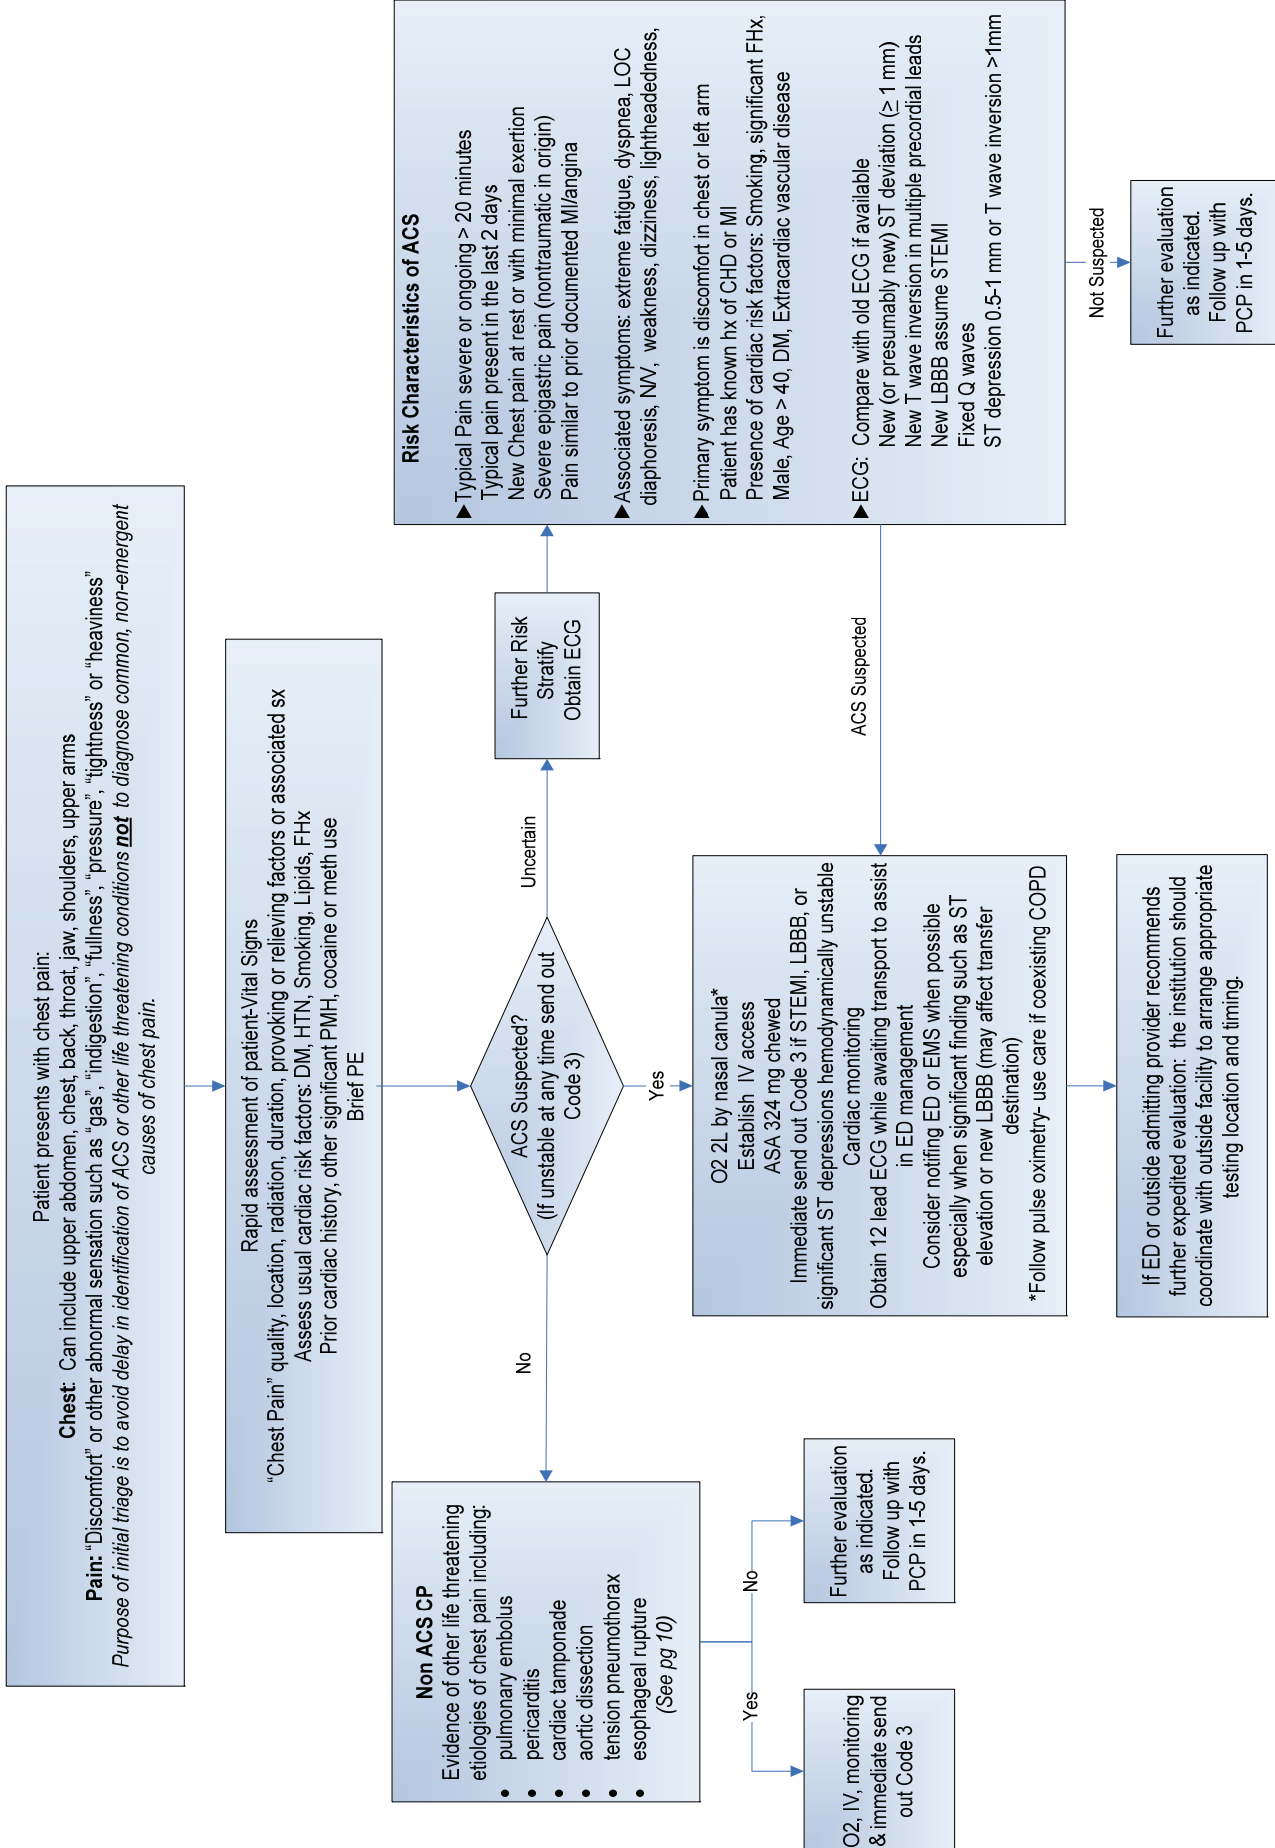 Patient presents with chest pain:
Chest:  Can include upper abdomen, chest, back, throat, jaw, shoulders, upper arms
Pain: “Discomfort” or other abnormal sensation such as “gas”, “indigestion”, “fullness”, “pressure”, “tightness” or “heaviness”
Purpose of initial triage is to avoid delay in identification of ACS or other life threatening conditions not to diagnose common, non-emergent
causes of chest pain.
Rapid assessment of patient-Vital Signs
“Chest Pain” quality, location, radiation, duration, provoking or relieving factors or associated sx
Assess usual cardiac risk factors: DM, HTN, Smoking, Lipids, FHx
Prior cardiac history, other significant PMH, cocaine or meth use
Brief PE
ACS Suspected?
(If unstable at any time send out
Code 3)
No
Yes
Uncertain
Further Risk
Stratify
Obtain ECG
Risk Characteristics of ACS
▲Typical Pain severe or ongoing > 20 minutes
Typical pain present in the last 2 days
New Chest pain at rest or with minimal exertion
Severe epigastric pain (nontraumatic in origin)
Pain similar to prior documented MI/angina
▲Associated symptoms: extreme fatigue, dyspnea, LOC
diaphoresis, N/V,  weakness, dizziness, lightheadedness,
▲Primary symptom is discomfort in chest or left arm
Patient has known hx of CHD or MI
Presence of cardiac risk factors: Smoking, significant FHx,
Male, Age > 40, DM, Extracardiac vascular disease
▲ECG:  Compare with old ECG if available
New (or presumably new) ST deviation (≥ 1 mm)
New T wave inversion in multiple precordial leads
New LBBB assume STEMI
Fixed Q waves
ST depression 0.5-1 mm or T wave inversion >1mm
ACS Suspected
Not Suspected
Further evaluation
as indicated.
Follow up with
PCP in 1-5 days.
O2 2L by nasal canula*
Establish  IV access
ASA 324 mg chewed
Immediate send out Code 3 if STEMI, LBBB, or
significant ST depressions hemodynamically unstable
Cardiac monitoring
Obtain 12 lead ECG while awaiting transport to assist
in ED management
Consider notifying ED or EMS when possible
especially when significant finding such as ST
elevation or new LBBB (may affect transfer
destination)
*Follow pulse oximetry- use care if coexisting COPD
If ED or outside admitting provider recommends
further expedited evaluation:  the institution should
coordinate with outside facility to arrange appropriate
testing location and timing.
Non ACS CP
Evidence of other life threatening
etiologies of chest pain including:
• pulmonary embolus
• pericarditis
• cardiac tamponade
• aortic dissection
• tension pneumothorax
• esophageal rupture
(See pg 10)
Yes
No
O2, IV, monitoring
& immediate send
out Code 3
Further evaluation
as indicated.
Follow up with
PCP in 1-5 days.